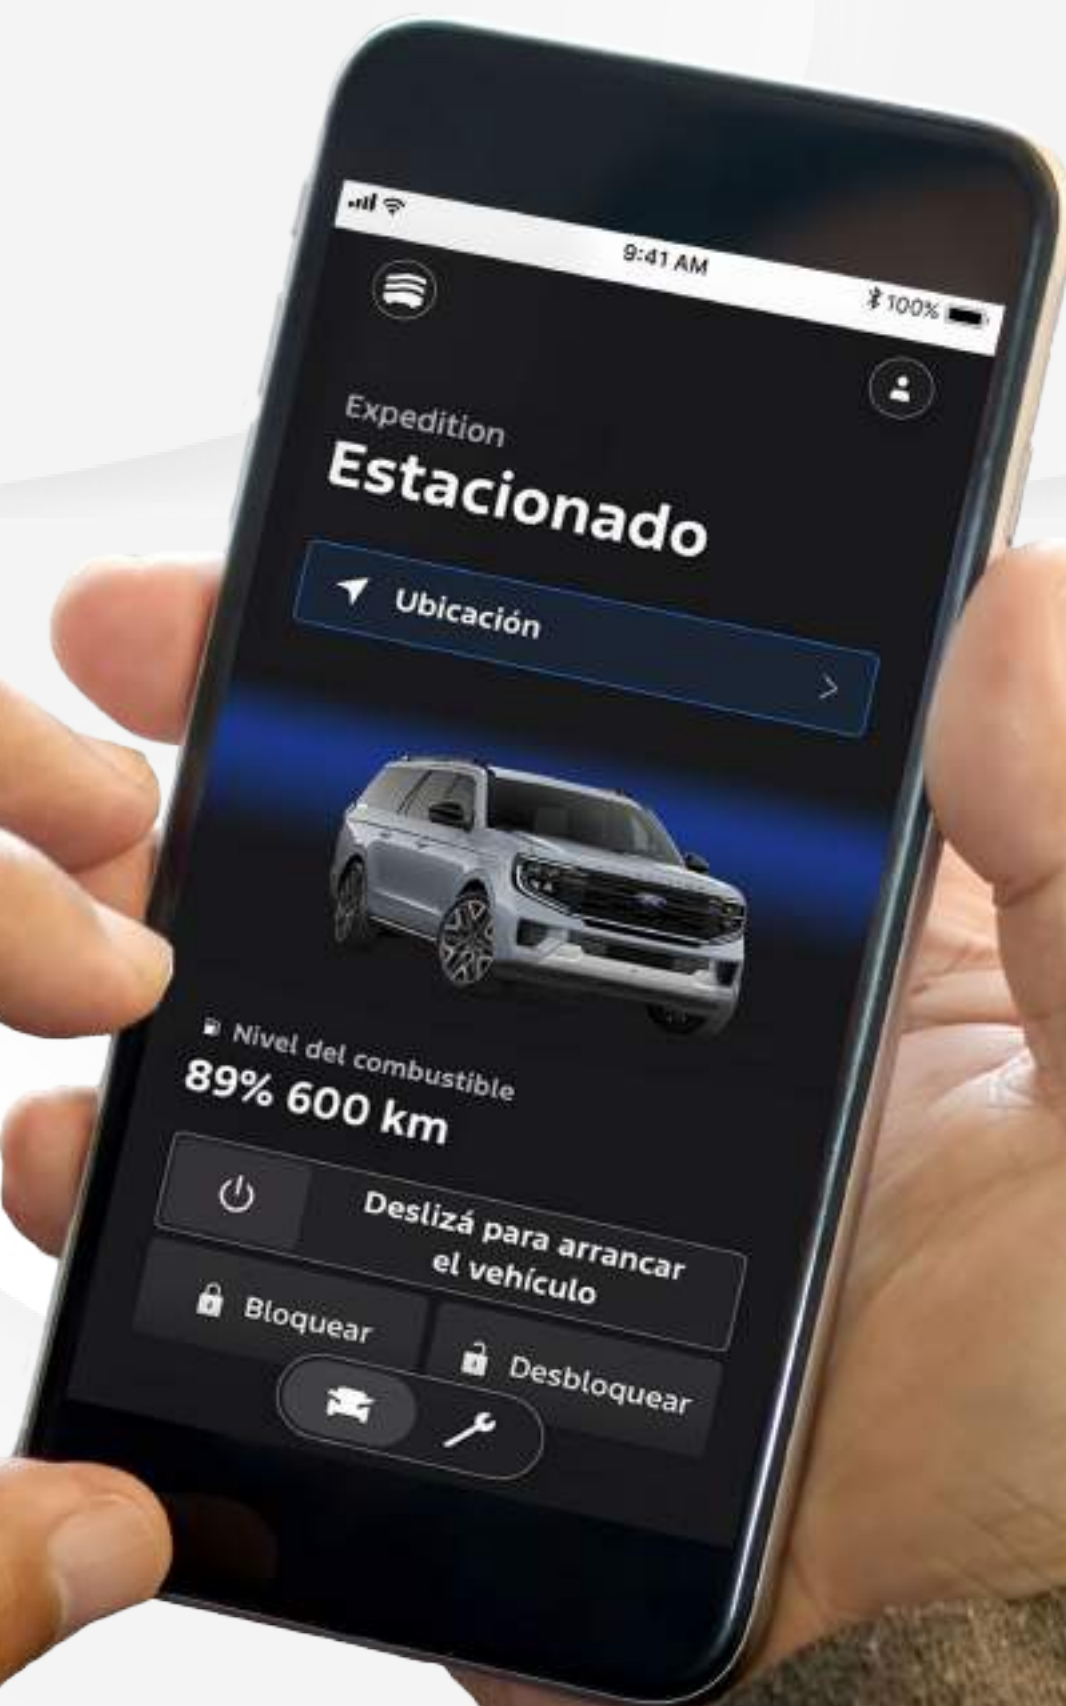 9:41 AM
100%
Expedition
Estacionado
Ubicación
Nivel del combustible
89% 600 km
Deslizá para arrancar
el vehículo
Bloquear
Desbloquear